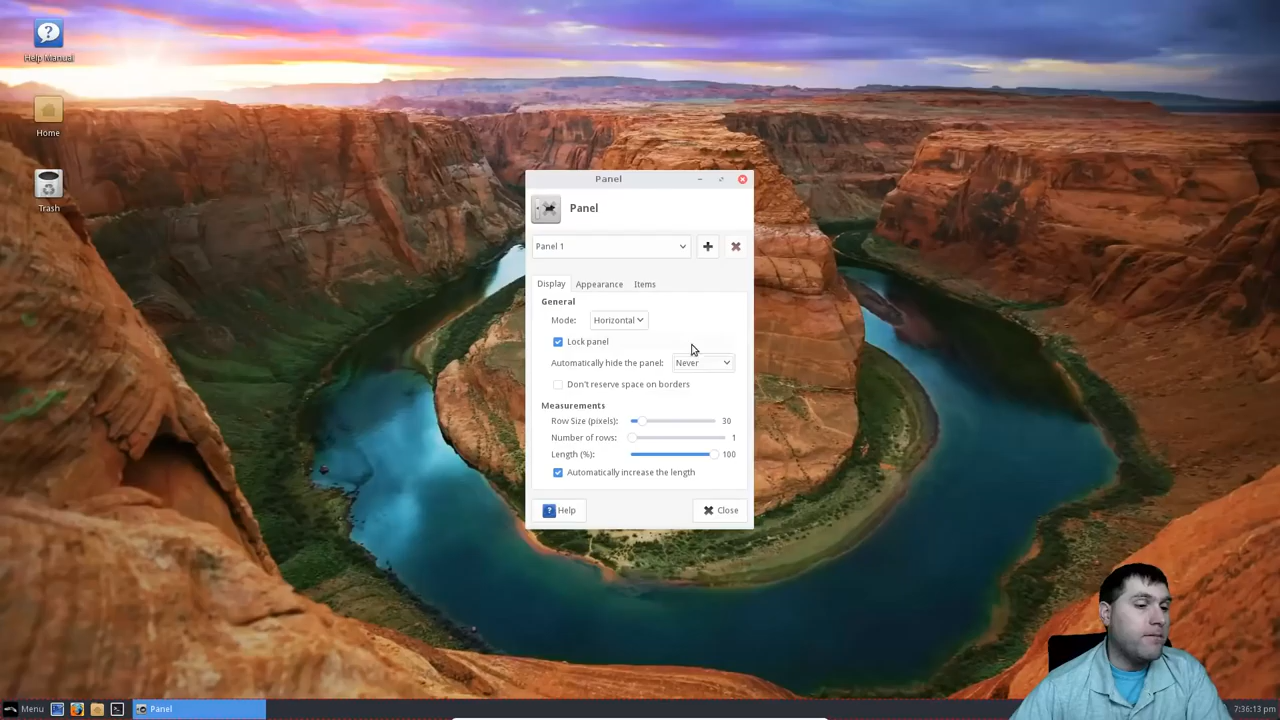 Help Manual
Home
Trash
Panel
Panel
Panel 1
Display Appearance Items
General
Mode: Horizontal
Lock panel
Automatically hide the panel: Never
Don't reserve space on borders
Measurements
Row Size (pixels): 30
Number of rows: 1
Length (%): 100
Automatically increase the length
Help Close
Menu Panel 7:36:13 pm